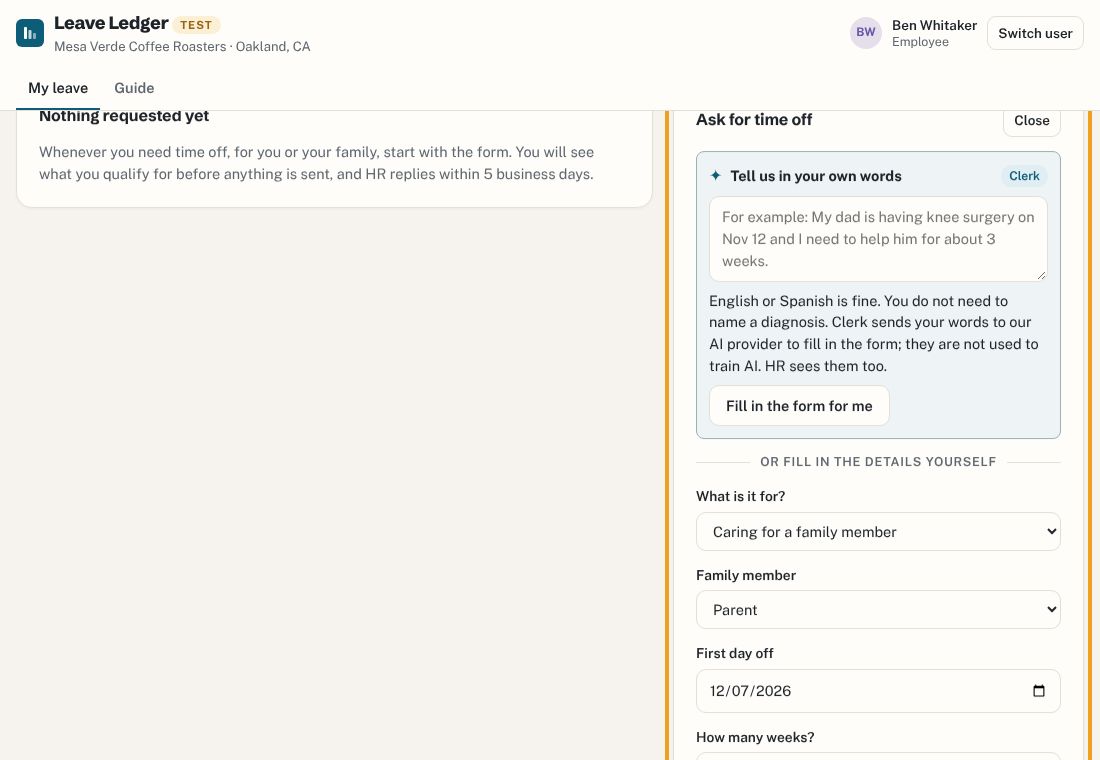 Leave Ledger TEST
Mesa Verde Coffee Roasters · Oakland, CA
BW
Ben Whitaker
Employee
Switch user
My leave
Guide
Nothing requested yet
Whenever you need time off, for you or your family, start with the form. You will see
what you qualify for before anything is sent, and HR replies within 5 business days.
Ask for time off
Close
Tell us in your own words
Clerk
For example: My dad is having knee surgery on
Nov 12 and I need to help him for about 3
weeks.
English or Spanish is fine. You do not need to
name a diagnosis. Clerk sends your words to our
AI provider to fill in the form; they are not used to
train AI. HR sees them too.
Fill in the form for me
OR FILL IN THE DETAILS YOURSELF
What is it for?
Caring for a family member
Family member
Parent
First day off
12/07/2026
How many weeks?